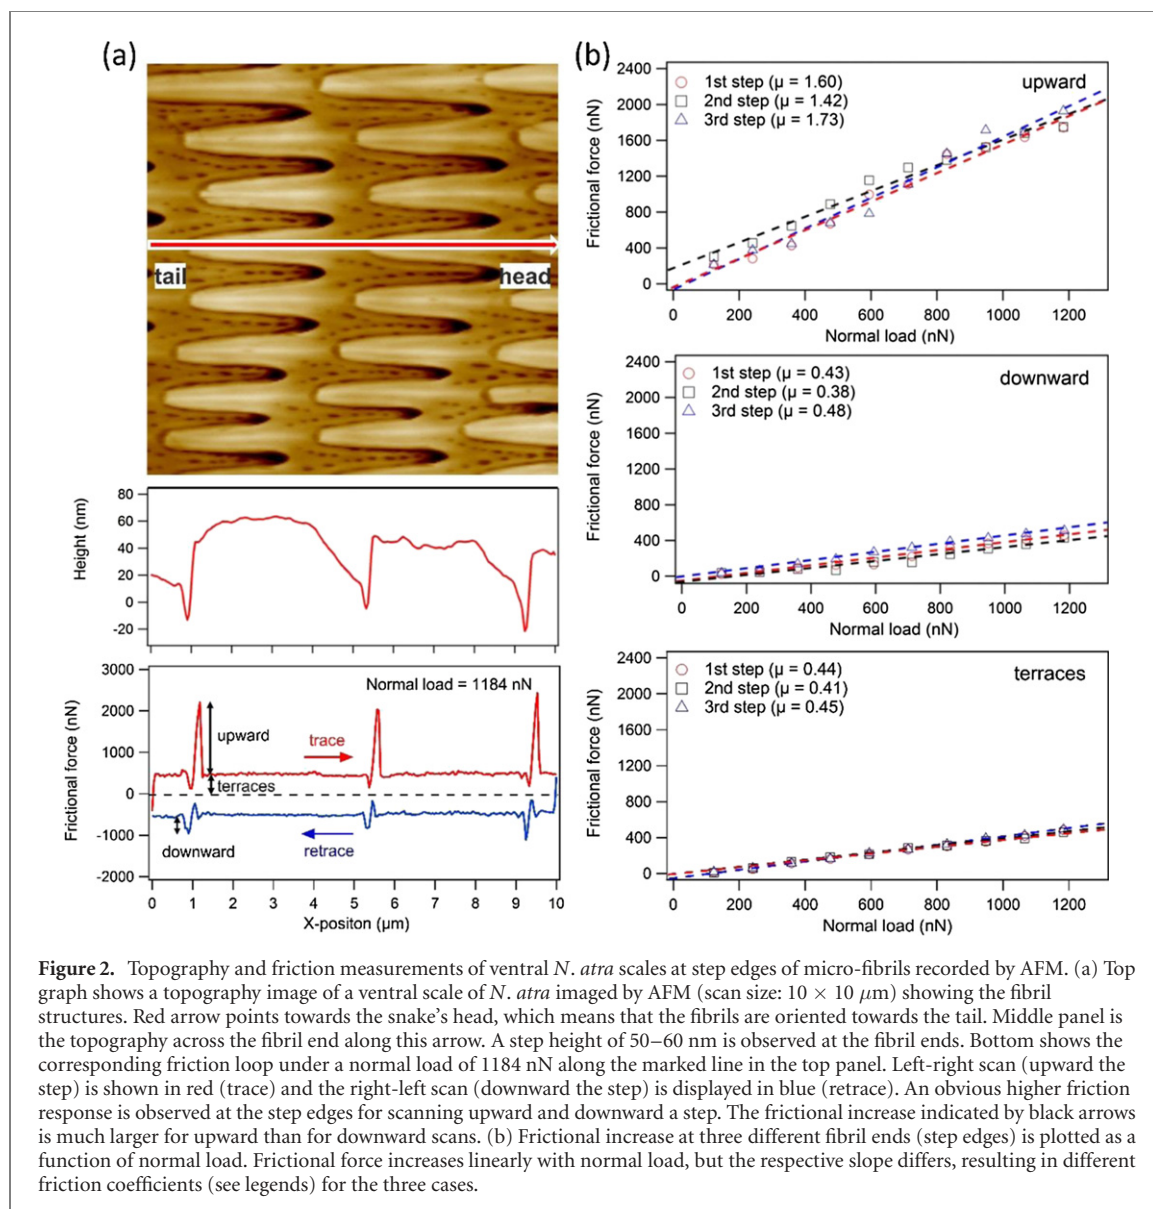 (a)
tail
head
Height (nm)
80
60
40
20
0
-20
Frictional force (nN)
3000
2000
1000
0
-1000
-2000
Normal load = 1184 nN
upward
trace
terraces
downward
retrace
0 1 2 3 4 5 6 7 8 9 10
X-positon (µm)
(b)
Frictional force (nN)
2400
2000
1600
1200
800
400
0
1st step (µ = 1.60)
2nd step (µ = 1.42)
3rd step (µ = 1.73)
upward
0 200 400 600 800 1000 1200
Normal load (nN)
Frictional force (nN)
2400
2000
1600
1200
800
400
0
1st step (µ = 0.43)
2nd step (µ = 0.38)
3rd step (µ = 0.48)
downward
0 200 400 600 800 1000 1200
Normal load (nN)
Frictional force (nN)
2400
2000
1600
1200
800
400
0
1st step (µ = 0.44)
2nd step (µ = 0.41)
3rd step (µ = 0.45)
terraces
0 200 400 600 800 1000 1200
Normal load (nN)
Figure 2. Topography and friction measurements of ventral N. atra scales at step edges of micro-fibrils recorded by AFM. (a) Top
graph shows a topography image of a ventral scale of N. atra imaged by AFM (scan size: 10 × 10 µm) showing the fibril
structures. Red arrow points towards the snake's head, which means that the fibrils are oriented towards the tail. Middle panel is
the topography across the fibril end along this arrow. A step height of 50–60 nm is observed at the fibril ends. Bottom shows the
corresponding friction loop under a normal load of 1184 nN along the marked line in the top panel. Left-right scan (upward the
step) is shown in red (trace) and the right-left scan (downward the step) is displayed in blue (retrace). An obvious higher friction
response is observed at the step edges for scanning upward and downward a step. The frictional increase indicated by black arrows
is much larger for upward than for downward scans. (b) Frictional increase at three different fibril ends (step edges) is plotted as a
function of normal load. Frictional force increases linearly with normal load, but the respective slope differs, resulting in different
friction coefficients (see legends) for the three cases.